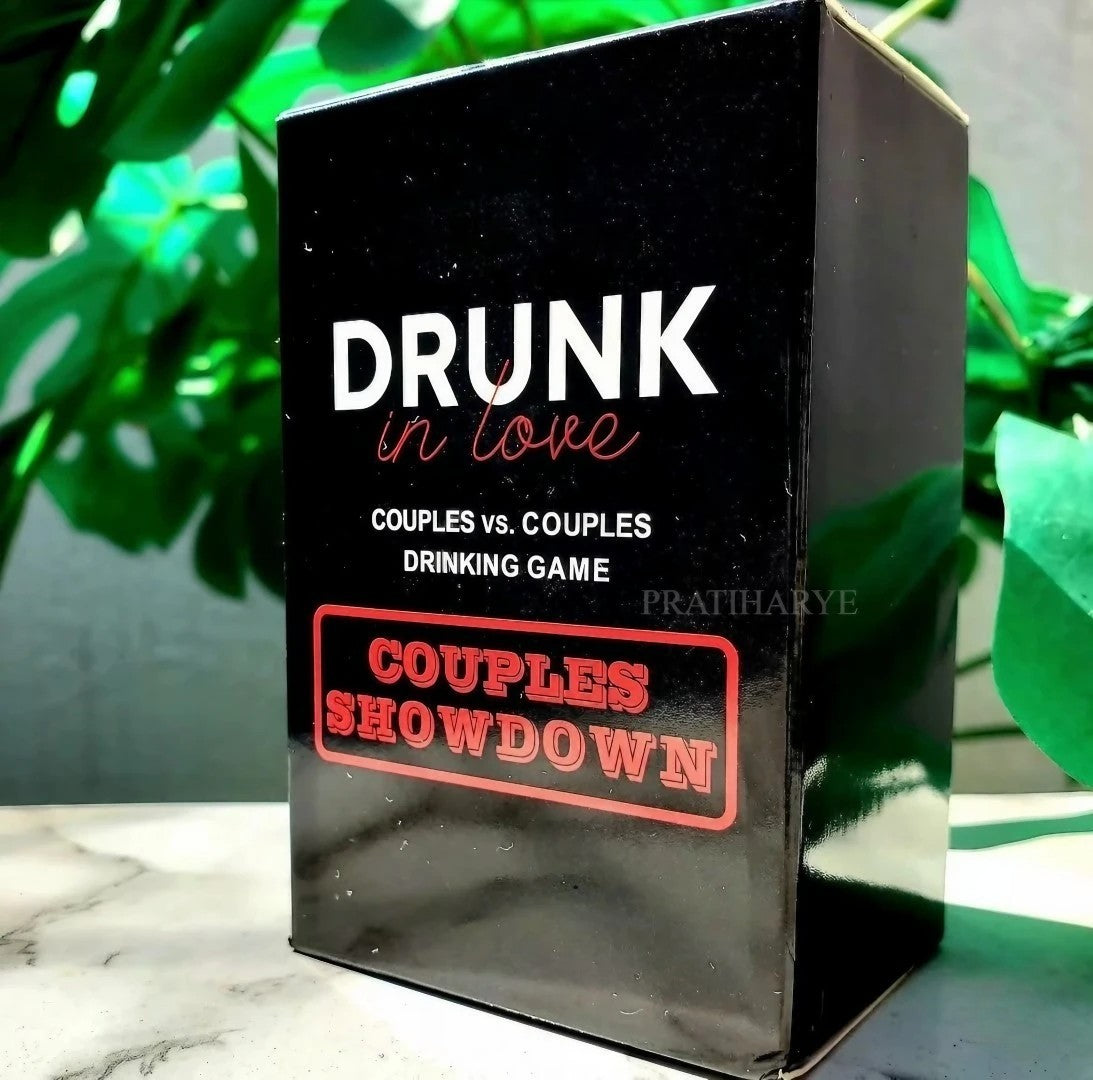 DRUNK
in love
COUPLES vs. COUPLES
DRINKING GAME
PRATIHARYE
COUPLES
SHOWDOWN